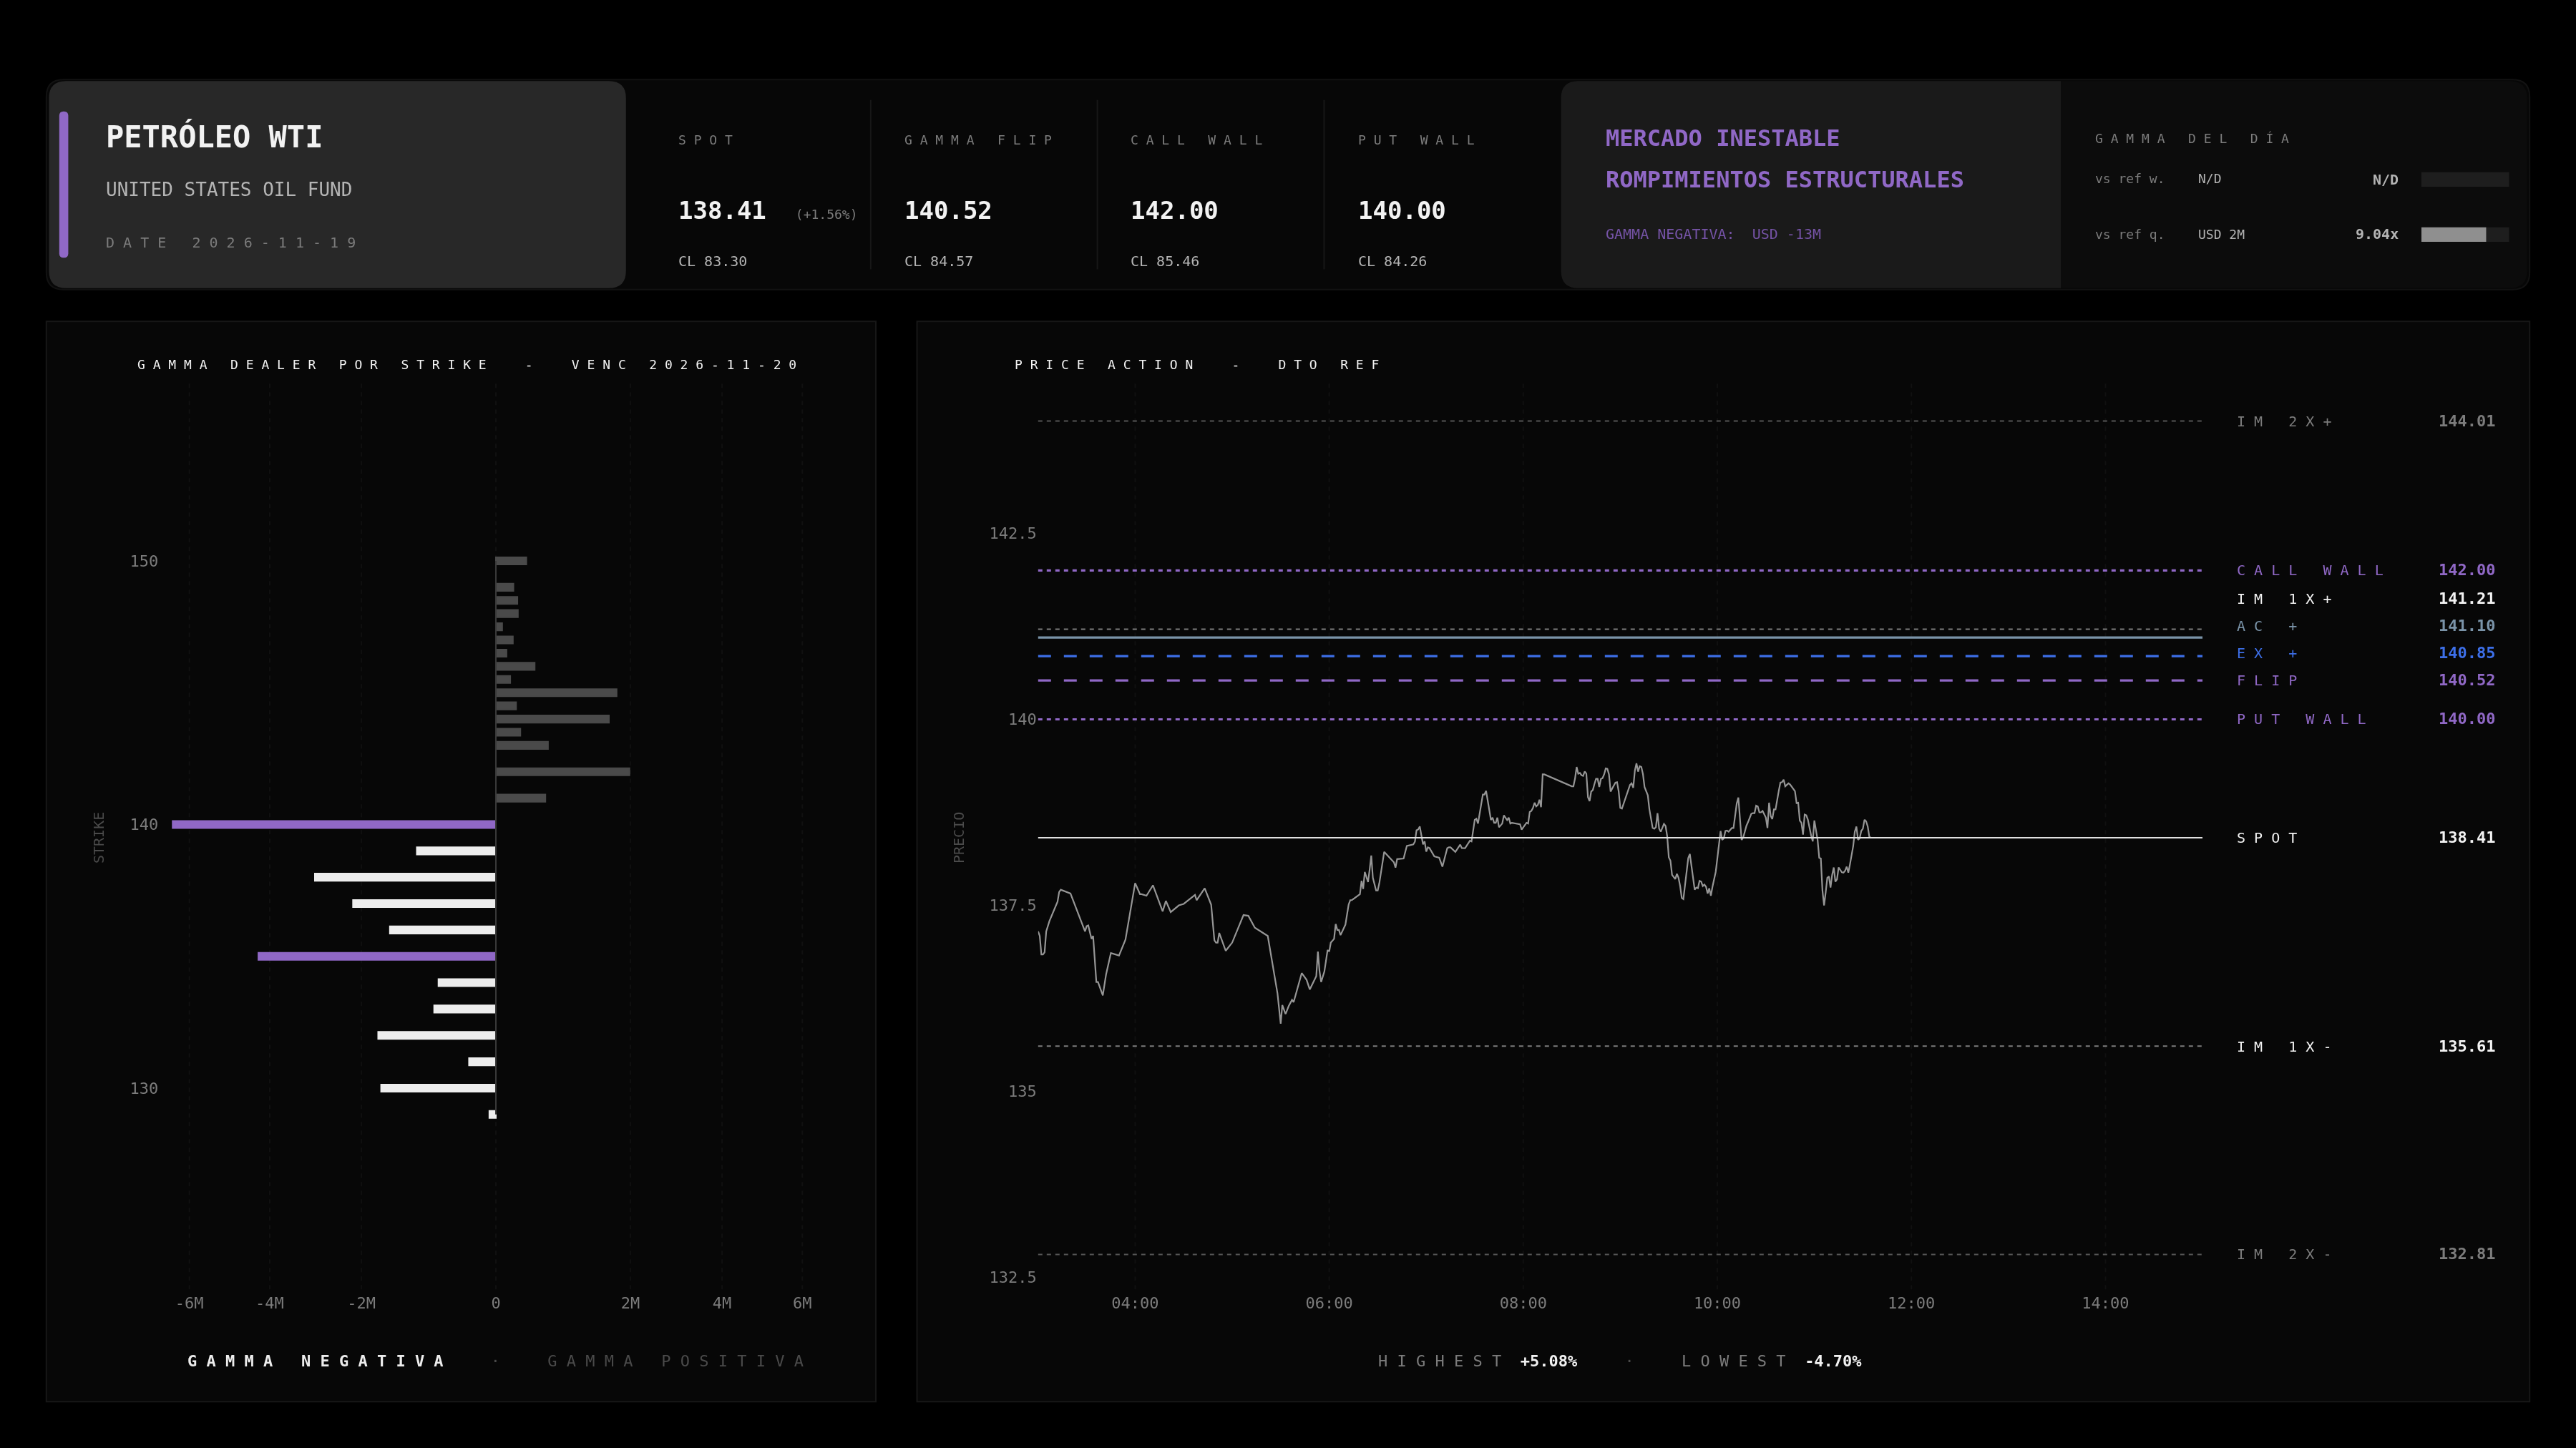 PETRÓLEO WTI
UNITED STATES OIL FUND
DATE 2026-11-19
SPOT
138.41 (+1.56%)
CL 83.30
GAMMA FLIP
140.52
CL 84.57
CALL WALL
142.00
CL 85.46
PUT WALL
140.00
CL 84.26
MERCADO INESTABLE
ROMPIMIENTOS ESTRUCTURALES
GAMMA NEGATIVA: USD -13M
GAMMA DEL DÍA
vs ref w. N/D N/D
vs ref q. USD 2M 9.04x
GAMMA DEALER POR STRIKE - VENC 2026-11-20
STRIKE
150
140
130
-6M -4M -2M 0 2M 4M 6M
GAMMA NEGATIVA · GAMMA POSITIVA
PRICE ACTION - DTO REF
PRECIO
142.5
140
137.5
135
132.5
04:00 06:00 08:00 10:00 12:00 14:00
IM 2X+ 144.01
CALL WALL 142.00
IM 1X+ 141.21
AC + 141.10
EX + 140.85
FLIP 140.52
PUT WALL 140.00
SPOT 138.41
IM 1X- 135.61
IM 2X- 132.81
HIGHEST +5.08% · LOWEST -4.70%